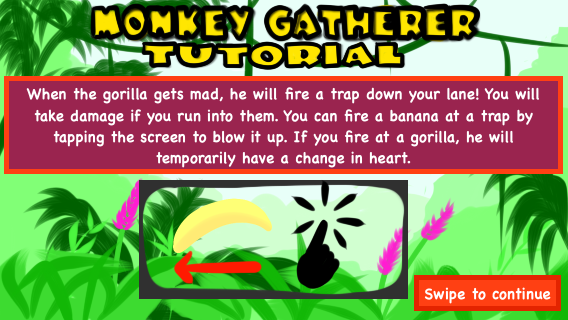 MONKEY GATHERER
TUTORIAL
When the gorilla gets mad, he will fire a trap down your lane! You will
take damage if you run into them. You can fire a banana at a trap by
tapping the screen to blow it up. If you fire at a gorilla, he will
temporarily have a change in heart.
Swipe to continue